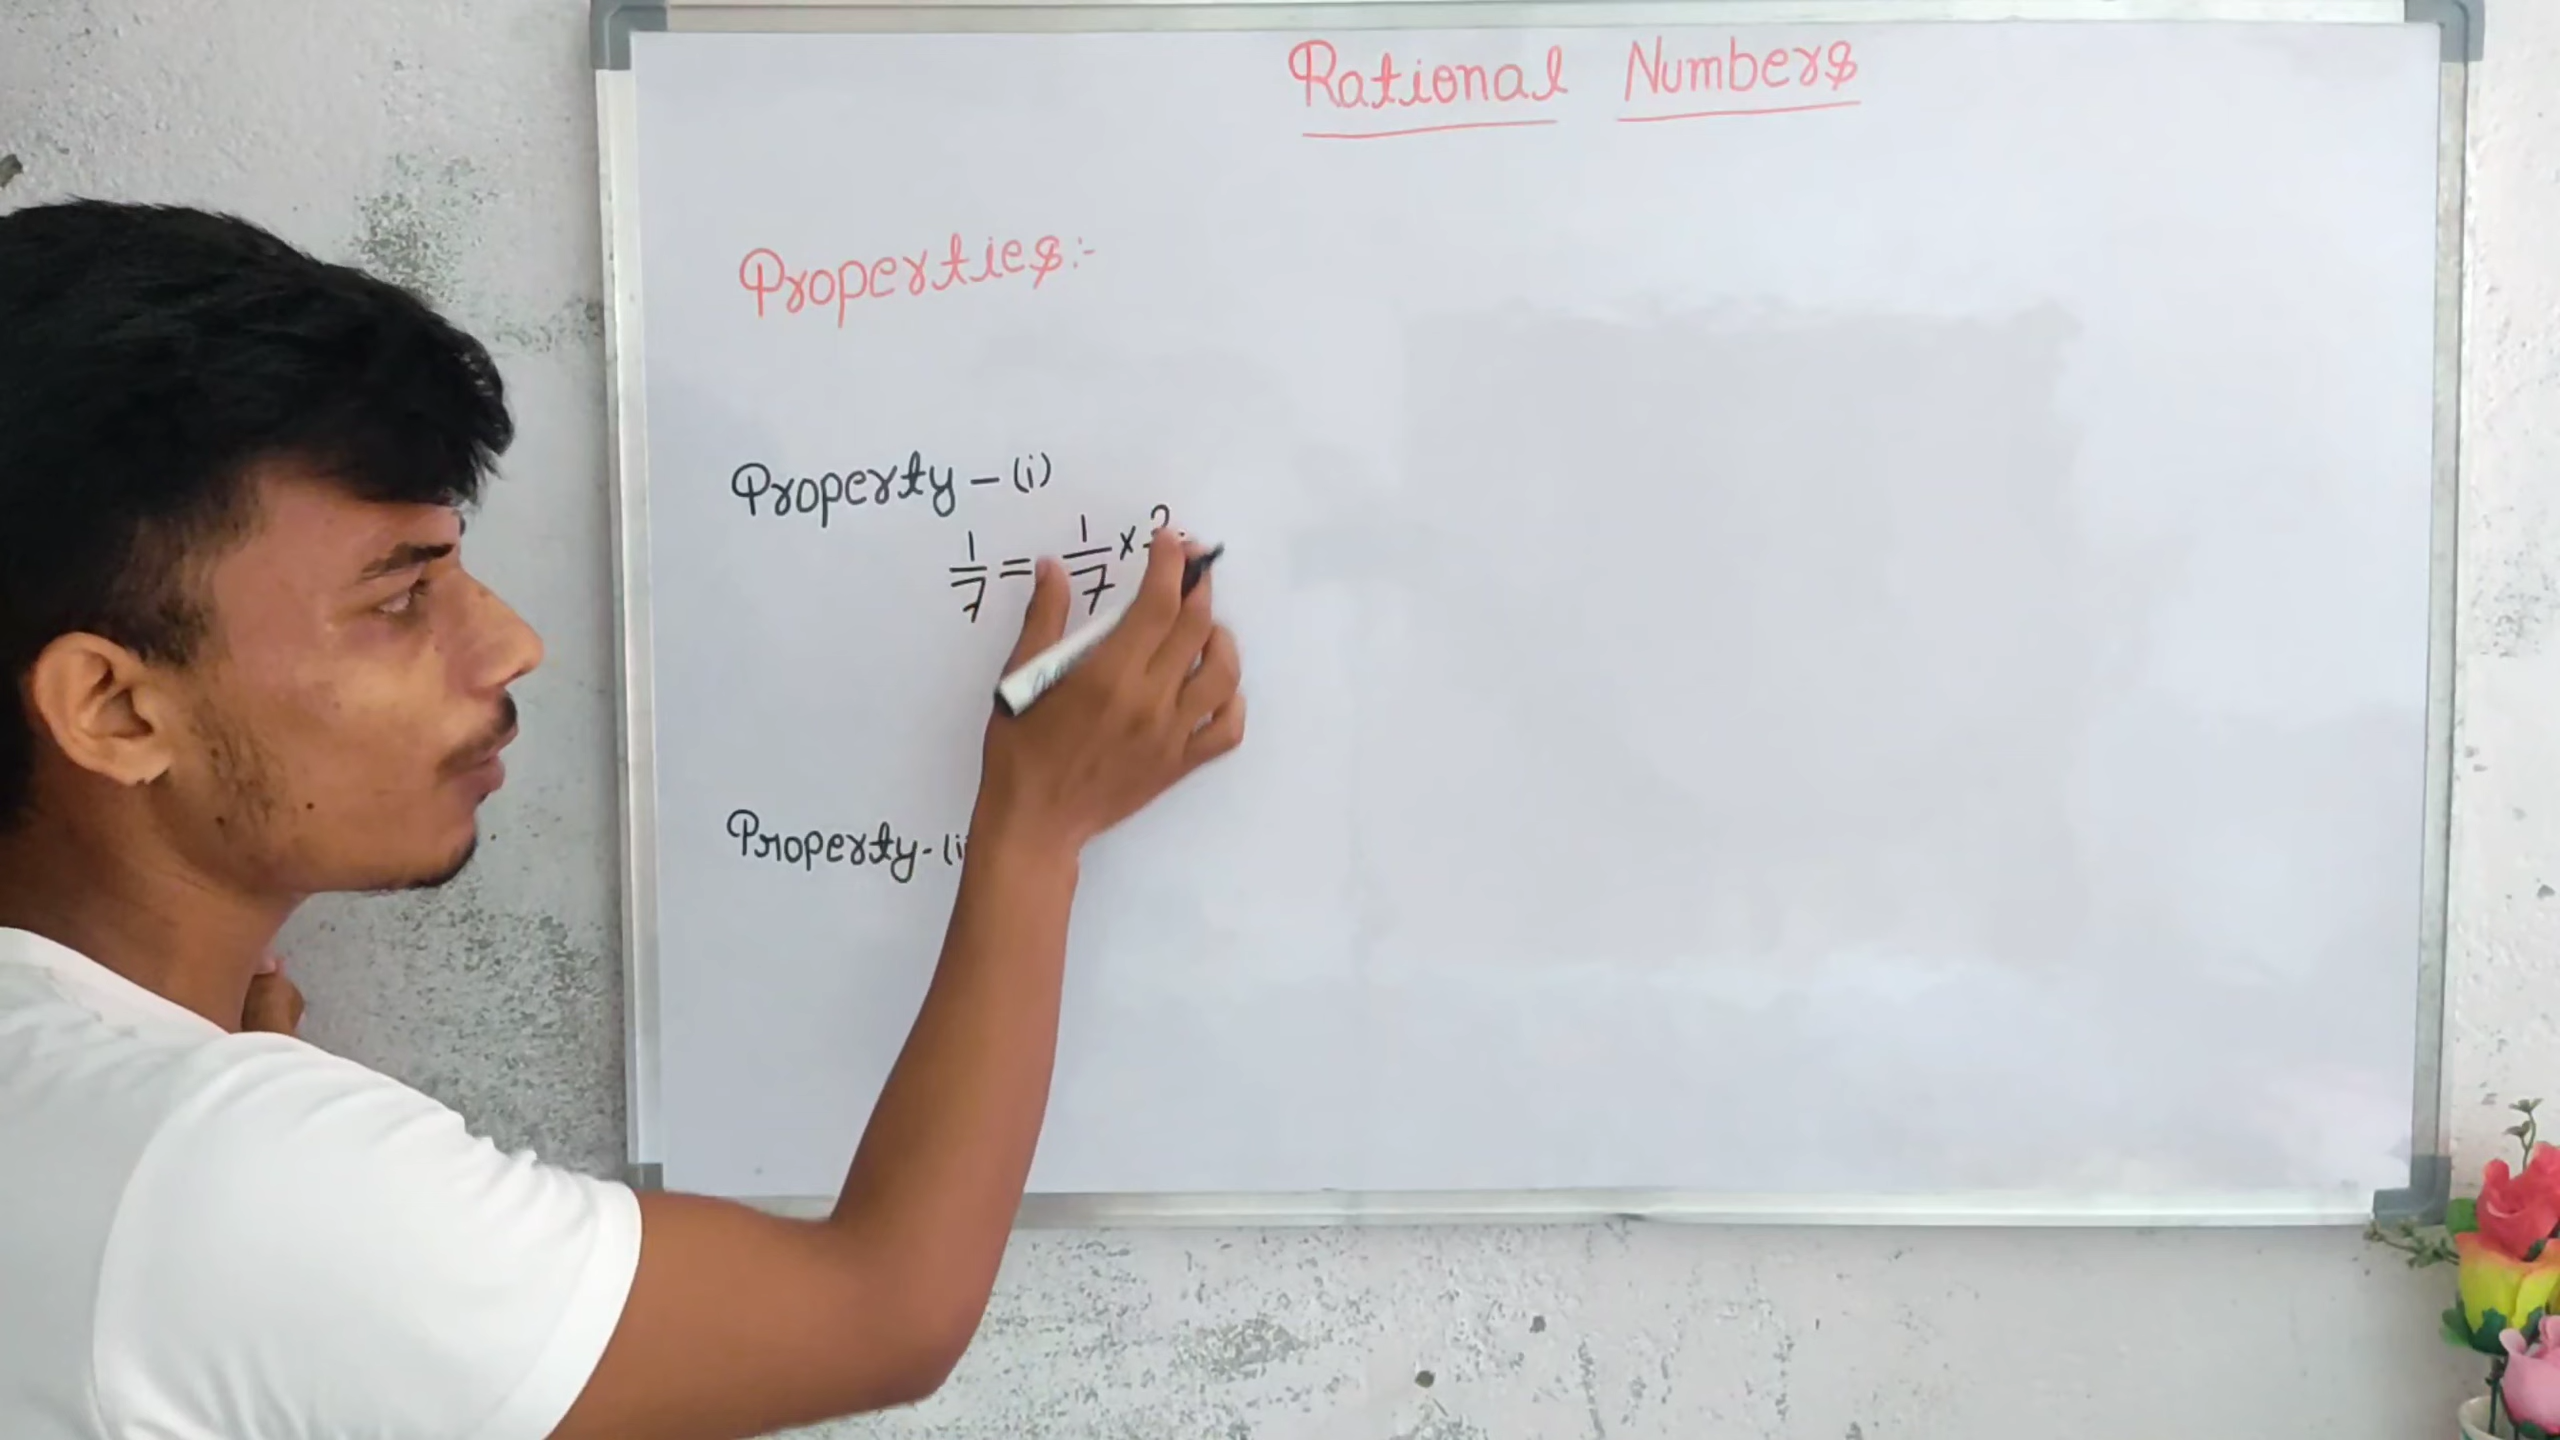 Rational Numbers
Properties:-
Property - (i)
1/7 = 1/7 ×
Property - (i